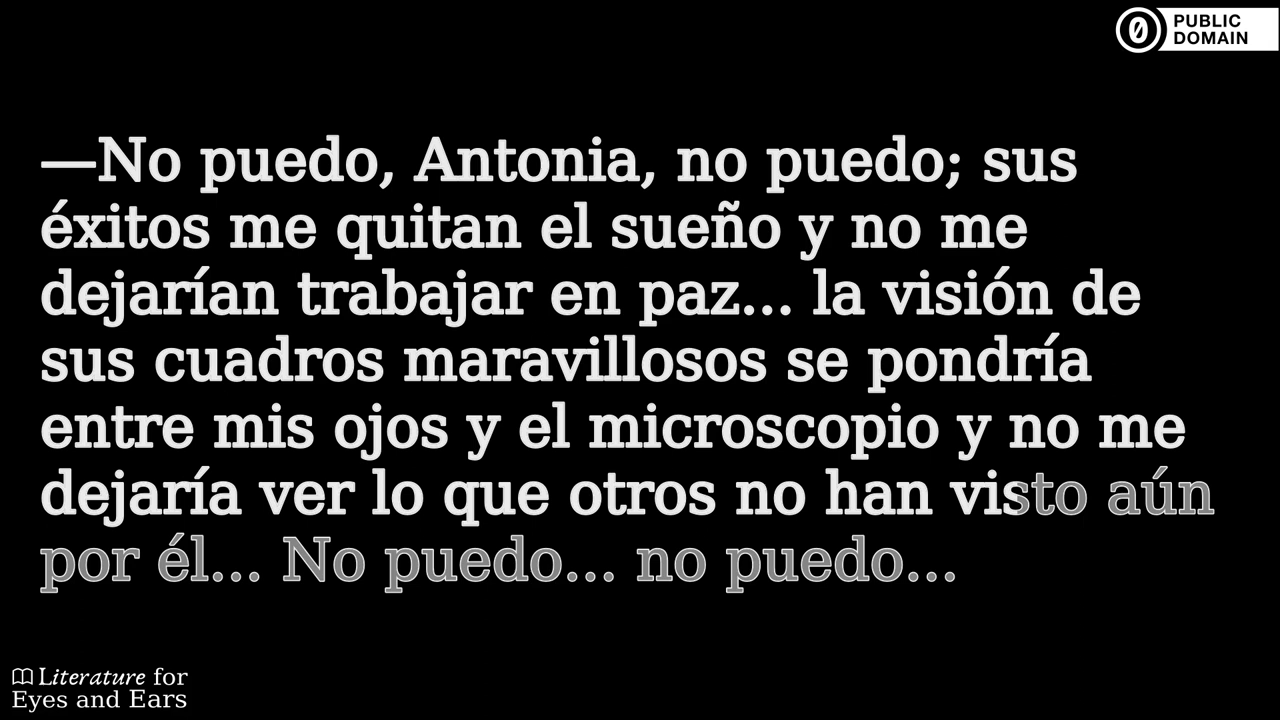 PUBLIC
DOMAIN
—No puedo, Antonia, no puedo; sus
éxitos me quitan el sueño y no me
dejarían trabajar en paz... la visión de
sus cuadros maravillosos se pondría
entre mis ojos y el microscopio y no me
dejaría ver lo que otros no han visto aún
por él... No puedo... no puedo...
Literature for
Eyes and Ears